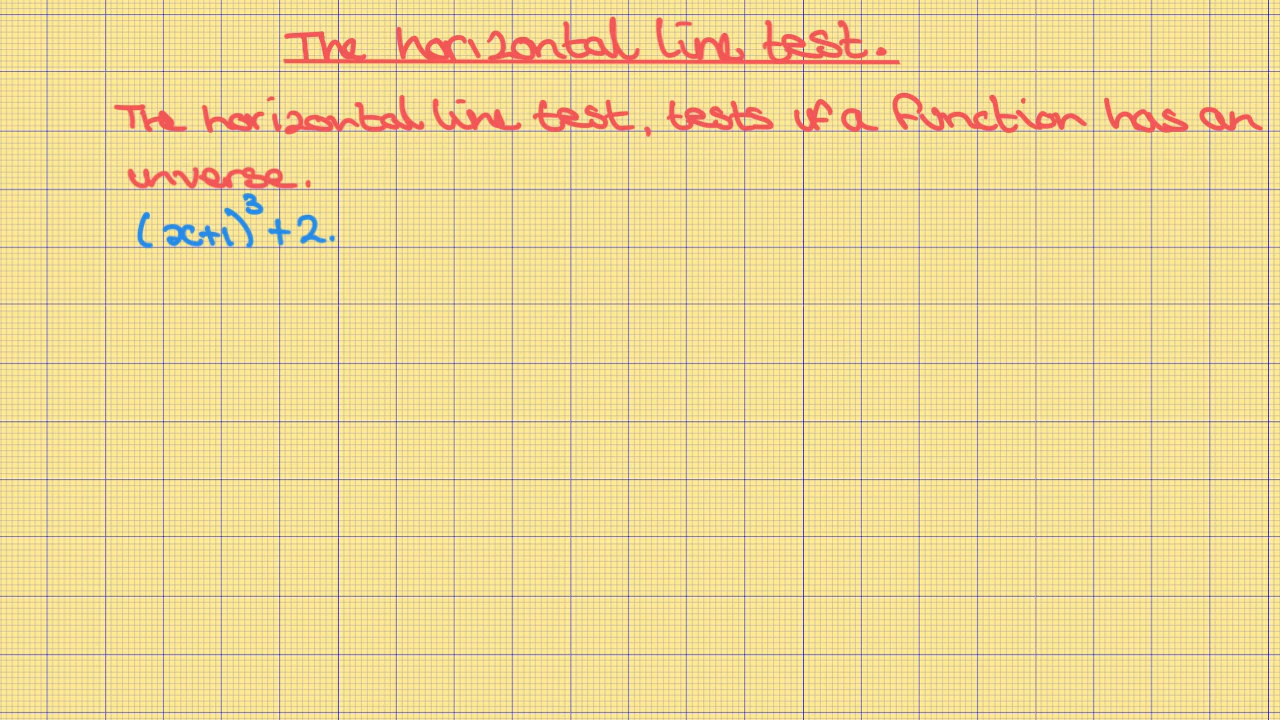 The horizontal line test.
The horizontal line test, tests if a function has an
inverse.
(x+1)³+2.